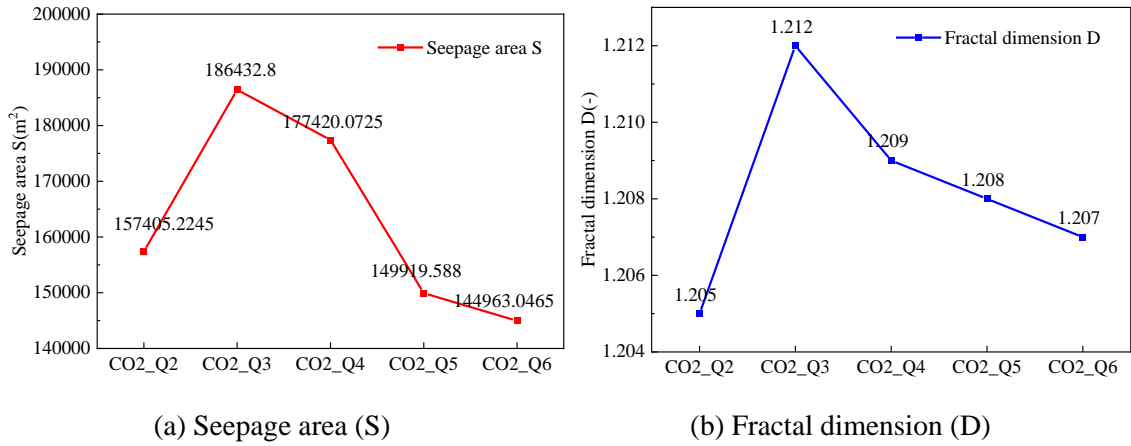 200000
190000
180000
170000
160000
150000
140000
Seepage area S(m²)
Seepage area S
157405.2245
186432.8
177420.0725
149919.588
144963.0465
CO2_Q2 CO2_Q3 CO2_Q4 CO2_Q5 CO2_Q6
(a) Seepage area (S)
1.212
1.210
1.208
1.206
1.204
Fractal dimension D(-)
Fractal dimension D
1.205
1.212
1.209
1.208
1.207
CO2_Q2 CO2_Q3 CO2_Q4 CO2_Q5 CO2_Q6
(b) Fractal dimension (D)